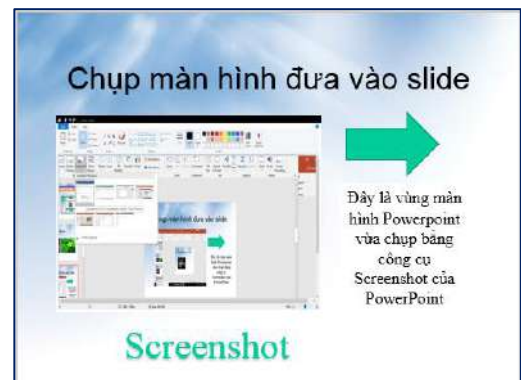 Chụp màn hình đưa vào slide
Đây là vùng màn
hình Powerpoint
vừa chụp bằng
công cụ
Screenshot của
PowerPoint
Screenshot